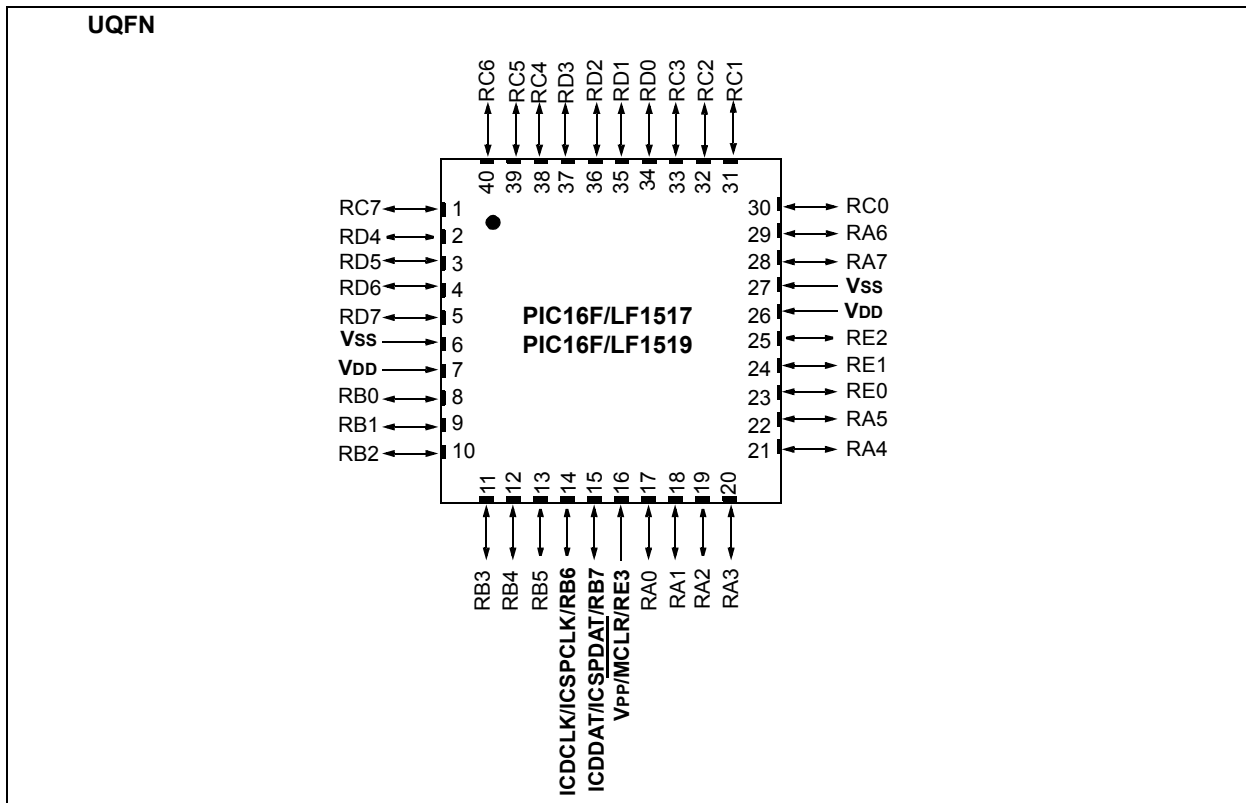 UQFN
RC6
RC5
RC4
RD3
RD2
RD1
RD0
RC3
RC2
RC1
40
39
38
37
36
35
34
33
32
31
RC7 1
RD4 2
RD5 3
RD6 4
RD7 5
VSS 6
VDD 7
RB0 8
RB1 9
RB2 10
PIC16F/LF1517
PIC16F/LF1519
30 RC0
29 RA6
28 RA7
27 VSS
26 VDD
25 RE2
24 RE1
23 RE0
22 RA5
21 RA4
11
12
13
14
15
16
17
18
19
20
RB3
RB4
RB5
ICDCLK/ICSPCLK/RB6
ICDDAT/ICSPDAT/RB7
VPP/MCLR/RE3
RA0
RA1
RA2
RA3